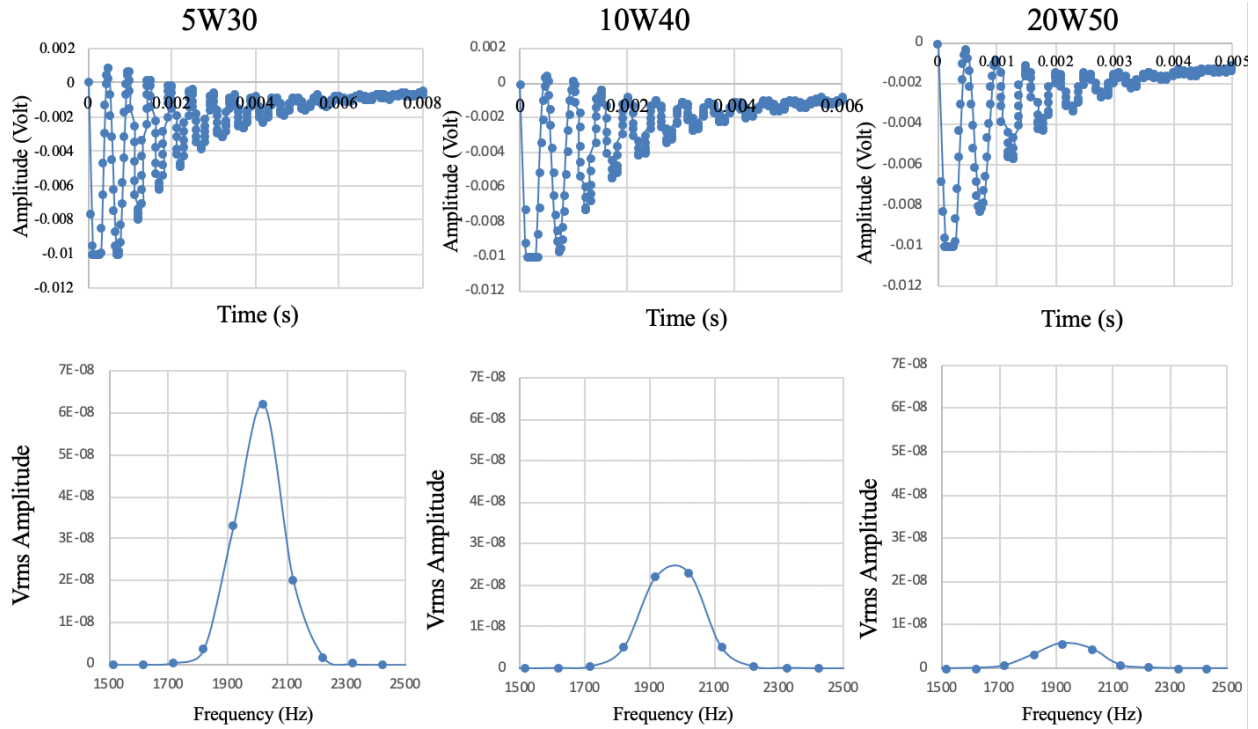 5W30
10W40
20W50
0.002
0
-0.002
-0.004
-0.006
-0.008
-0.01
-0.012
0
0.002
0.004
0.006
0.008
Amplitude (Volt)
Time (s)
0.002
0
-0.002
-0.004
-0.006
-0.008
-0.01
-0.012
0
0.002
0.004
0.006
Amplitude (Volt)
Time (s)
0
-0.002
-0.004
-0.006
-0.008
-0.01
-0.012
0
0.001
0.002
0.003
0.004
0.005
Amplitude (Volt)
Time (s)
7E-08
6E-08
5E-08
4E-08
3E-08
2E-08
1E-08
0
1500
1700
1900
2100
2300
2500
Vrms Amplitude
Frequency (Hz)
7E-08
6E-08
5E-08
4E-08
3E-08
2E-08
1E-08
0
1500
1700
1900
2100
2300
2500
Vrms Amplitude
Frequency (Hz)
7E-08
6E-08
5E-08
4E-08
3E-08
2E-08
1E-08
0
1500
1700
1900
2100
2300
2500
Vrms Amplitude
Frequency (Hz)